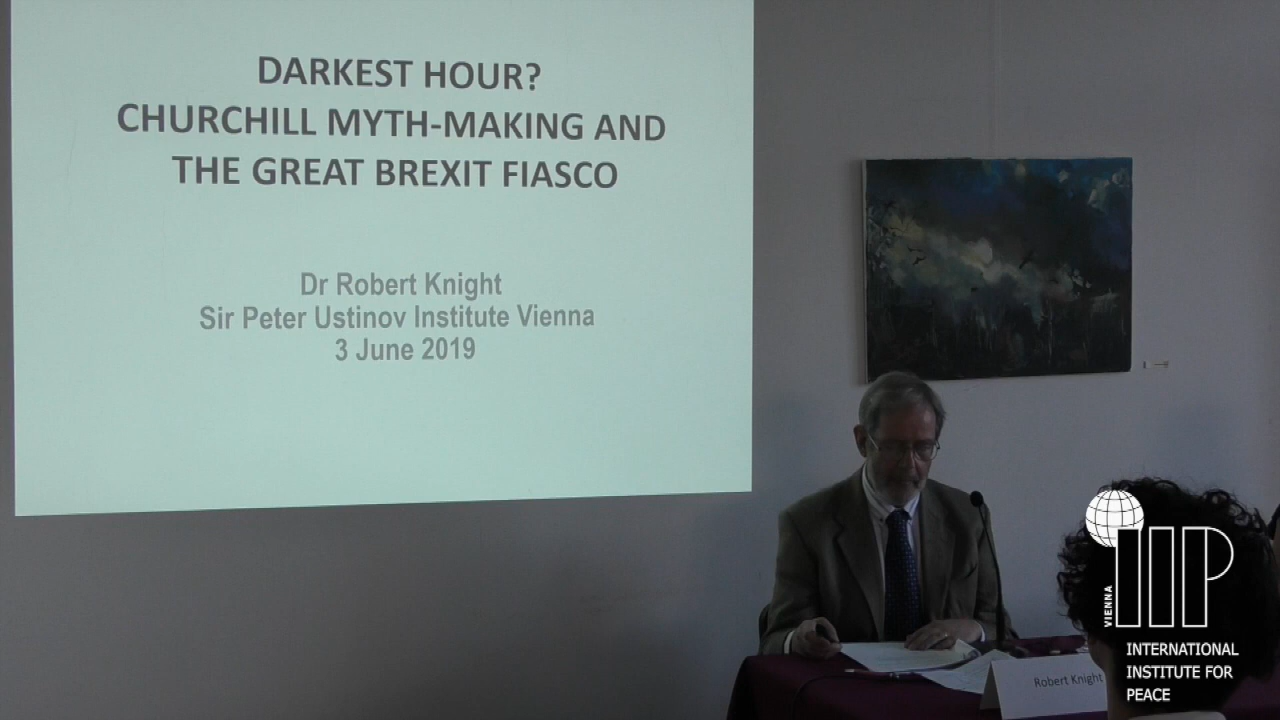 DARKEST HOUR?
CHURCHILL MYTH-MAKING AND
THE GREAT BREXIT FIASCO
Dr Robert Knight
Sir Peter Ustinov Institute Vienna
3 June 2019
Robert Knight
VIENNA
IIP
INTERNATIONAL
INSTITUTE FOR
PEACE